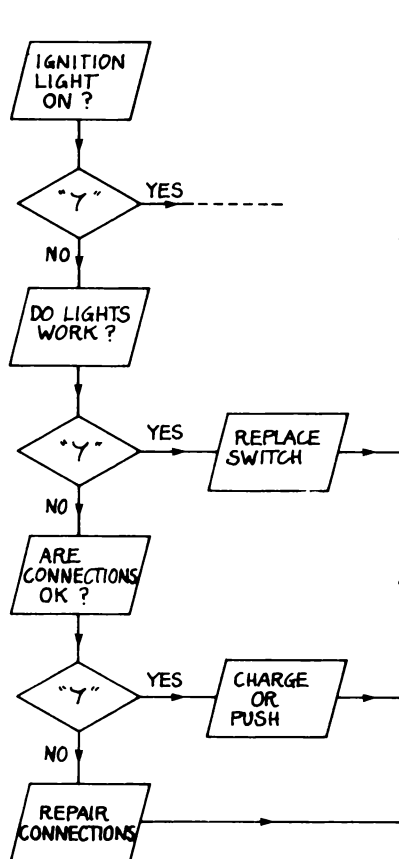 IGNITION
LIGHT
ON ?
"Y"
YES
NO
DO LIGHTS
WORK ?
"Y"
YES
REPLACE
SWITCH
NO
ARE
CONNECTIONS
OK ?
"Y"
YES
CHARGE
OR
PUSH
NO
REPAIR
CONNECTIONS